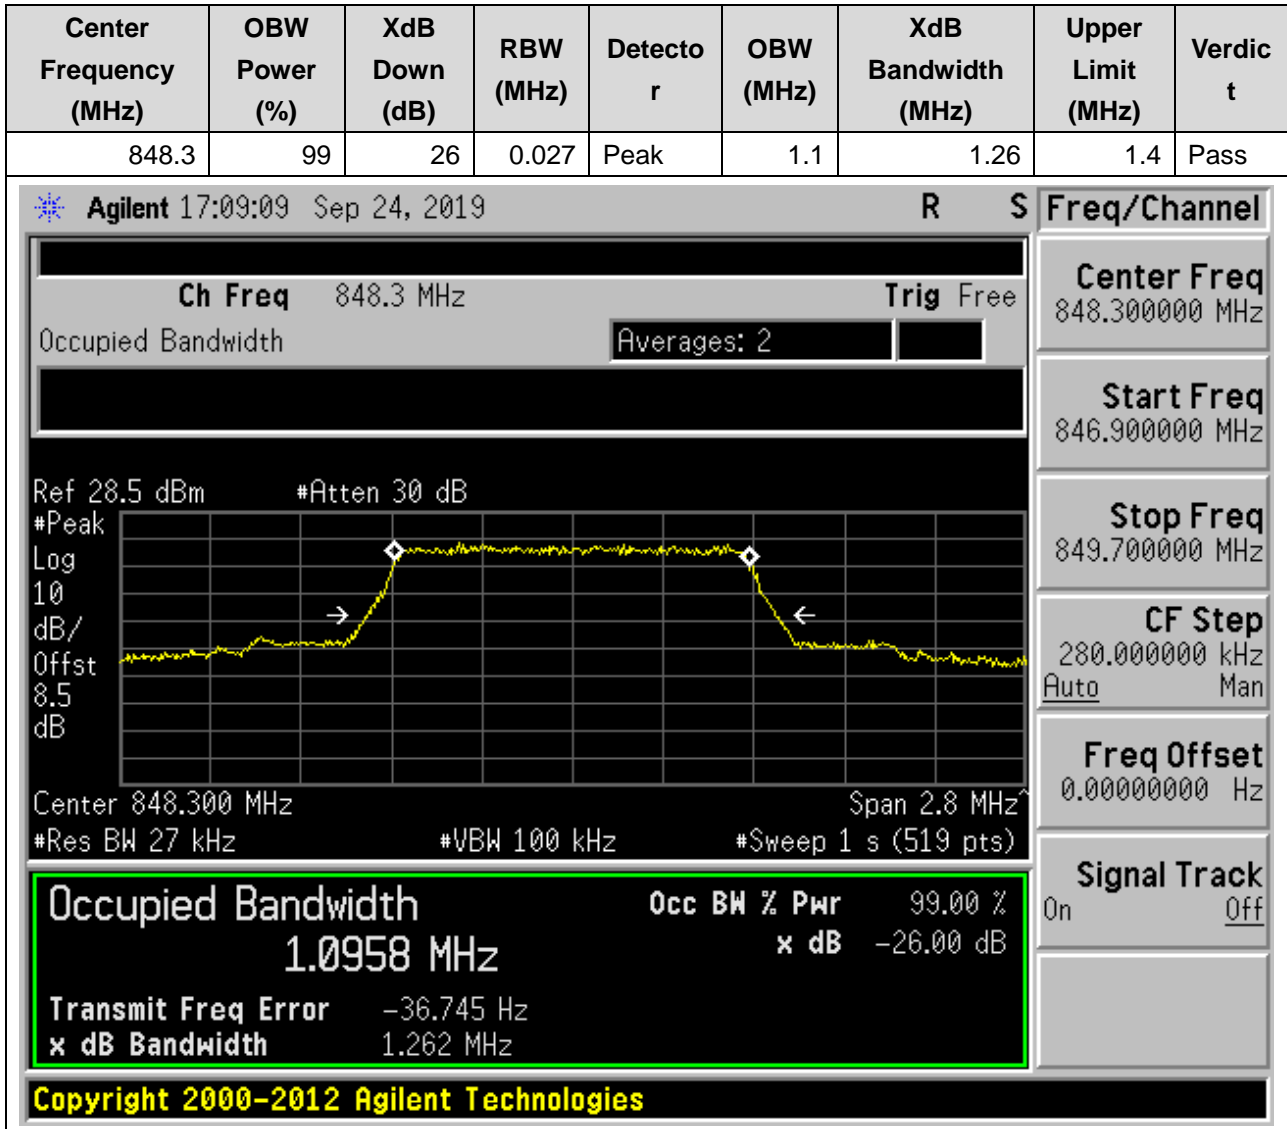 Center Frequency (MHz) OBW Power (%) XdB Down (dB) RBW (MHz) Detecto r OBW (MHz) XdB Bandwidth (MHz) Upper Limit (MHz) Verdic t
848.3 99 26 0.027 Peak 1.1 1.26 1.4 Pass
Agilent 17:09:09 Sep 24, 2019 R S
Ch Freq 848.3 MHz Trig Free
Occupied Bandwidth Averages: 2
Ref 28.5 dBm #Atten 30 dB
#Peak
Log
10
dB/
Offst
8.5
dB
Center 848.300 MHz Span 2.8 MHz^
#Res BW 27 kHz #VBW 100 kHz #Sweep 1 s (519 pts)
Occupied Bandwidth Occ BW % Pwr 99.00 %
1.0958 MHz x dB -26.00 dB
Transmit Freq Error -36.745 Hz
x dB Bandwidth 1.262 MHz
Copyright 2000-2012 Agilent Technologies
Freq/Channel
Center Freq
848.300000 MHz
Start Freq
846.900000 MHz
Stop Freq
849.700000 MHz
CF Step
280.000000 kHz
Auto Man
Freq Offset
0.00000000 Hz
Signal Track
On Off